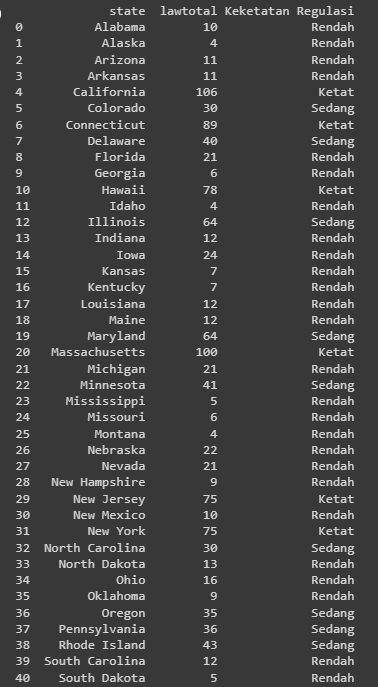 state lawtotal Keketatan Regulasi
0 Alabama 10 Rendah
1 Alaska 4 Rendah
2 Arizona 11 Rendah
3 Arkansas 11 Rendah
4 California 106 Ketat
5 Colorado 30 Sedang
6 Connecticut 89 Ketat
7 Delaware 40 Sedang
8 Florida 21 Rendah
9 Georgia 6 Rendah
10 Hawaii 78 Ketat
11 Idaho 4 Rendah
12 Illinois 64 Sedang
13 Indiana 12 Rendah
14 Iowa 24 Rendah
15 Kansas 7 Rendah
16 Kentucky 7 Rendah
17 Louisiana 12 Rendah
18 Maine 12 Rendah
19 Maryland 64 Sedang
20 Massachusetts 100 Ketat
21 Michigan 21 Rendah
22 Minnesota 41 Sedang
23 Mississippi 5 Rendah
24 Missouri 6 Rendah
25 Montana 4 Rendah
26 Nebraska 22 Rendah
27 Nevada 21 Rendah
28 New Hampshire 9 Rendah
29 New Jersey 75 Ketat
30 New Mexico 10 Rendah
31 New York 75 Ketat
32 North Carolina 30 Sedang
33 North Dakota 13 Rendah
34 Ohio 16 Rendah
35 Oklahoma 9 Rendah
36 Oregon 35 Sedang
37 Pennsylvania 36 Sedang
38 Rhode Island 43 Sedang
39 South Carolina 12 Rendah
40 South Dakota 5 Rendah